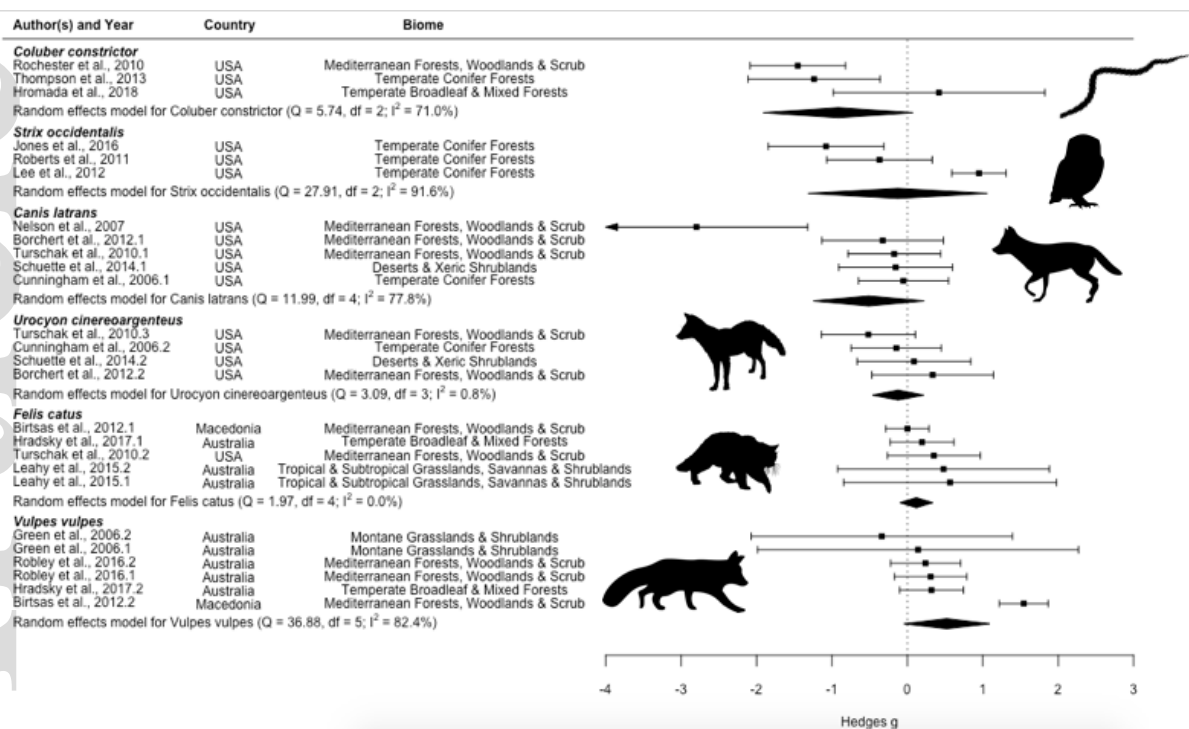 Author(s) and Year Country Biome
Coluber constrictor
Rochester et al., 2010 USA Mediterranean Forests, Woodlands & Scrub
Thompson et al., 2013 USA Temperate Conifer Forests
Hromada et al., 2018 USA Temperate Broadleaf & Mixed Forests
Random effects model for Coluber constrictor (Q = 5.74, df = 2; I² = 71.0%)
Strix occidentalis
Jones et al., 2016 USA Temperate Conifer Forests
Roberts et al., 2011 USA Temperate Conifer Forests
Lee et al., 2012 USA Temperate Conifer Forests
Random effects model for Strix occidentalis (Q = 27.91, df = 2; I² = 91.6%)
Canis latrans
Nelson et al., 2007 USA Mediterranean Forests, Woodlands & Scrub
Borchert et al., 2012.1 USA Mediterranean Forests, Woodlands & Scrub
Turschak et al., 2010.1 USA Mediterranean Forests, Woodlands & Scrub
Schuette et al., 2014.1 USA Deserts & Xeric Shrublands
Cunningham et al., 2006.1 USA Temperate Conifer Forests
Random effects model for Canis latrans (Q = 11.99, df = 4; I² = 77.8%)
Urocyon cinereoargenteus
Turschak et al., 2010.3 USA Mediterranean Forests, Woodlands & Scrub
Cunningham et al., 2006.2 USA Temperate Conifer Forests
Schuette et al., 2014.2 USA Deserts & Xeric Shrublands
Borchert et al., 2012.2 USA Mediterranean Forests, Woodlands & Scrub
Random effects model for Urocyon cinereoargenteus (Q = 3.09, df = 3; I² = 0.8%)
Felis catus
Birtsas et al., 2012.1 Macedonia Mediterranean Forests, Woodlands & Scrub
Hradsky et al., 2017.1 Australia Temperate Broadleaf & Mixed Forests
Turschak et al., 2010.2 USA Mediterranean Forests, Woodlands & Scrub
Leahy et al., 2015.2 Australia Tropical & Subtropical Grasslands, Savannas & Shrublands
Leahy et al., 2015.1 Australia Tropical & Subtropical Grasslands, Savannas & Shrublands
Random effects model for Felis catus (Q = 1.97, df = 4; I² = 0.0%)
Vulpes vulpes
Green et al., 2006.2 Australia Montane Grasslands & Shrublands
Green et al., 2006.1 Australia Montane Grasslands & Shrublands
Robley et al., 2016.2 Australia Mediterranean Forests, Woodlands & Scrub
Robley et al., 2016.1 Australia Mediterranean Forests, Woodlands & Scrub
Hradsky et al., 2017.2 Australia Temperate Broadleaf & Mixed Forests
Birtsas et al., 2012.2 Macedonia Mediterranean Forests, Woodlands & Scrub
Random effects model for Vulpes vulpes (Q = 36.88, df = 5; I² = 82.4%)
-4 -3 -2 -1 0 1 2 3
Hedges g